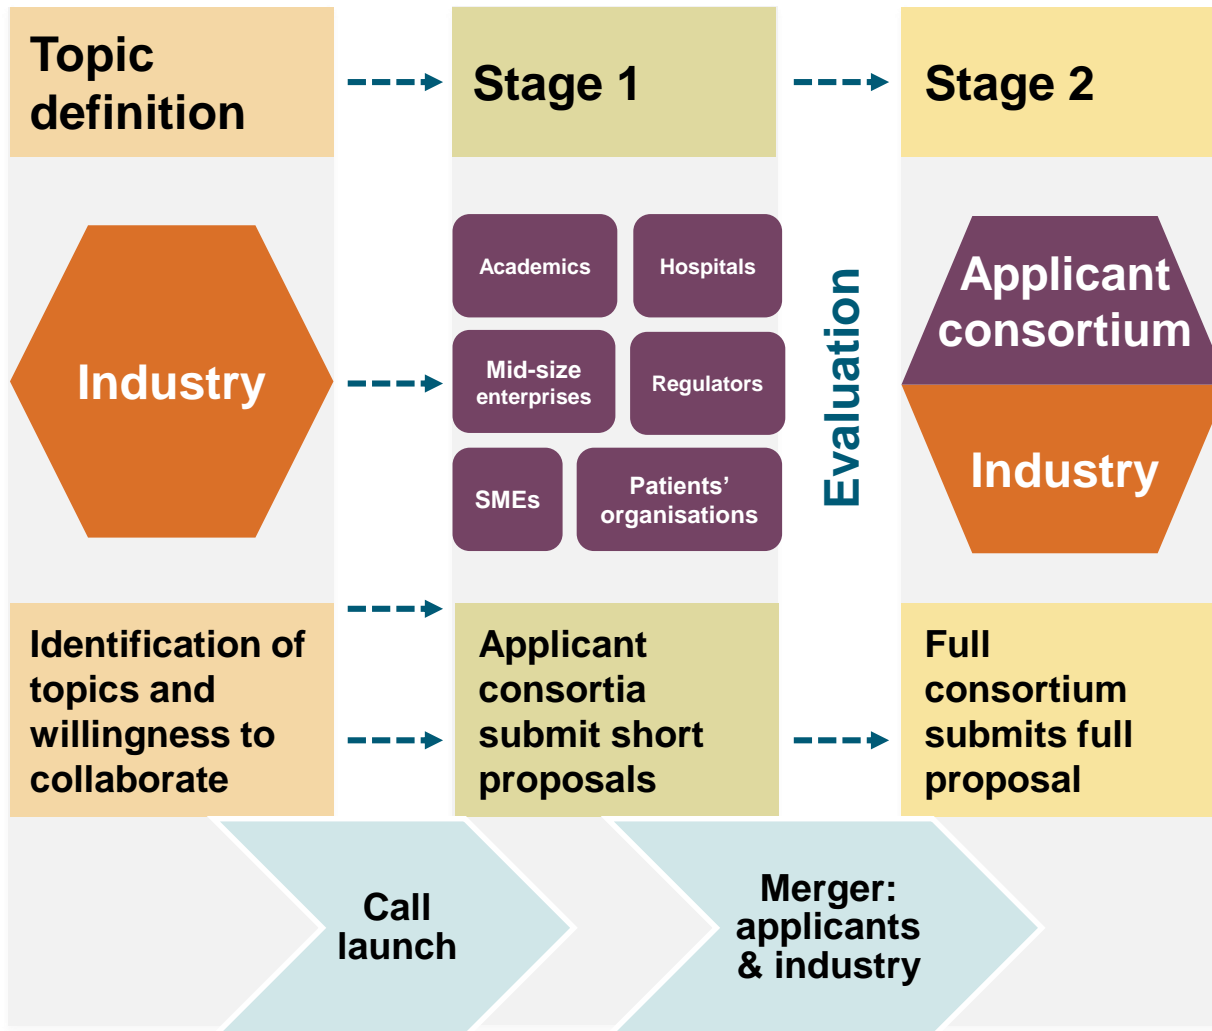 Topic
definition
Stage 1
Stage 2
Industry
Academics
Hospitals
Mid-size
enterprises
Regulators
SMEs
Patients’
organisations
Evaluation
Applicant
consortium
Industry
Identification of
topics and
willingness to
collaborate
Applicant
consortia
submit short
proposals
Full
consortium
submits full
proposal
Call
launch
Merger:
applicants
& industry